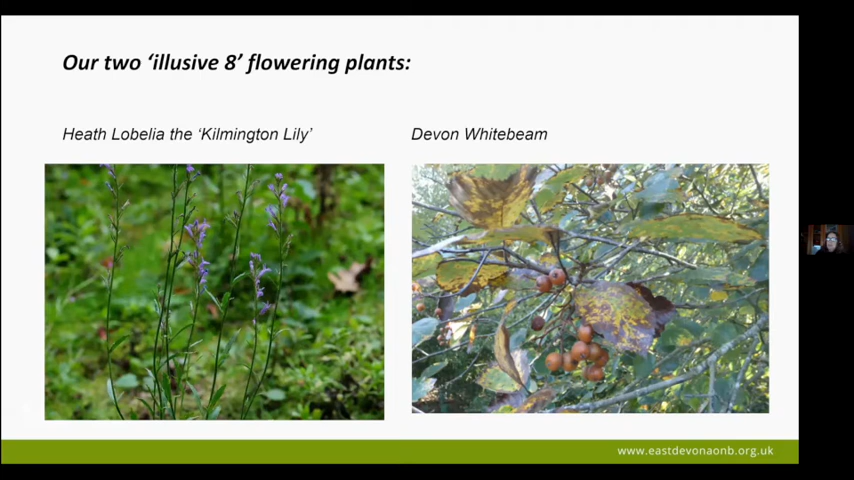 Our two ‘illusive 8’ flowering plants:
Heath Lobelia the ‘Kilmington Lily’
Devon Whitebeam
www.eastdevonaonb.org.uk